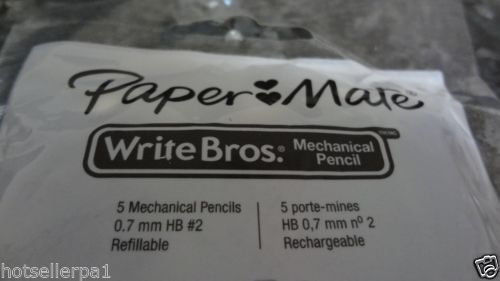 Paper Mate
Write Bros.® Mechanical Pencil
5 Mechanical Pencils
0.7 mm HB #2
Refillable
5 porte-mines
HB 0,7 mm nº 2
Rechargeable
hotsellerpa1
ebay